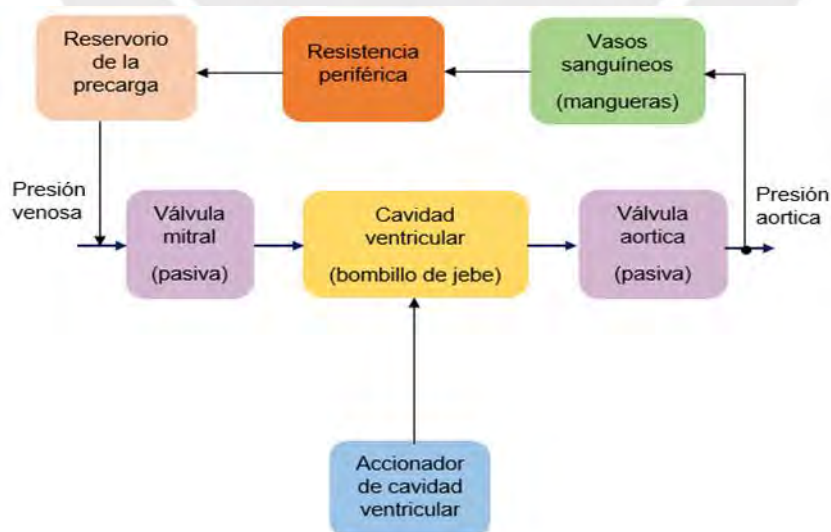 Reservorio
de la
precarga
Resistencia
periférica
Vasos
sanguíneos
(mangueras)
Presión
venosa
Válvula
mitral
(pasiva)
Cavidad
ventricular
(bombillo de jebe)
Válvula
aortica
(pasiva)
Presión
aortica
Accionador
de cavidad
ventricular